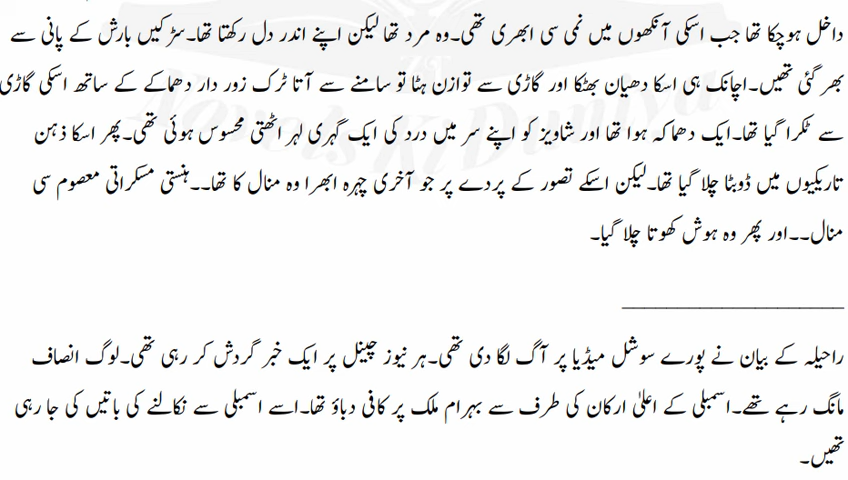 داخل ہوچکا تھا جب اسکی آنکھوں میں نمی سی ابھری تھی۔وہ مرد تھا لیکن اپنے اندر دل رکھتا تھا۔سڑکیں بارش کے پانی سے
بھر گئی تھیں۔اچانک ہی اسکا دھیان بھٹکا اور گاڑی سے توازن ہٹا تو سامنے سے آتا ٹرک زور دار دھماکے کے ساتھ اسکی گاڑی
سے ٹکرا گیا تھا۔ایک دھماکہ ہوا تھا اور شاویز کو اپنے سر میں درد کی ایک گہری لہر اٹھتی محسوس ہوئی تھی۔پھر اسکا ذہن
تاریکیوں میں ڈوبتا چلا گیا تھا۔لیکن اسکے تصور کے پردے پر جو آخری چہرہ ابھرا وہ منال کا تھا۔۔ہنستی مسکراتی معصوم سی
منال۔۔اور پھر وہ ہوش کھوتا چلا گیا۔
راحیلہ کے بیان نے پورے سوشل میڈیا پر آگ لگا دی تھی۔ہر نیوز چینل پر ایک خبر گردش کر رہی تھی۔لوگ انصاف
مانگ رہے تھے۔اسمبلی کے اعلیٰ ارکان کی طرف سے بہرام ملک پر کافی دباؤ تھا۔اسے اسمبلی سے نکالنے کی باتیں کی جا رہی
تھیں۔
Novels Ki Duniya